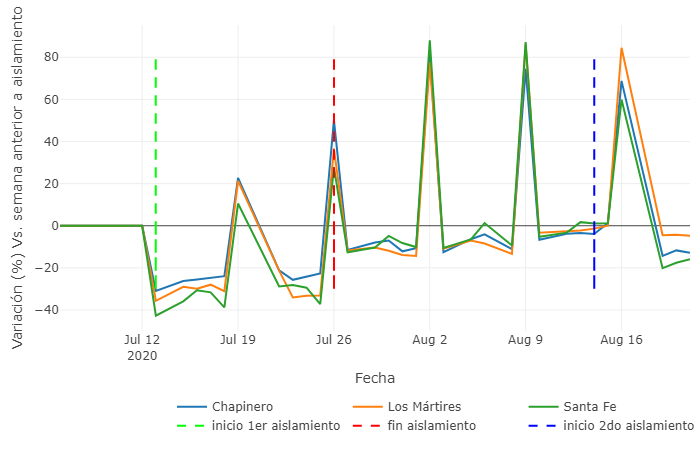 Variación (%) Vs. semana anterior a aislamiento
80
60
40
20
0
−20
−40
Jul 12
2020
Jul 19
Jul 26
Aug 2
Aug 9
Aug 16
Fecha
Chapinero
Los Mártires
Santa Fe
inicio 1er aislamiento
fin aislamiento
inicio 2do aislamiento